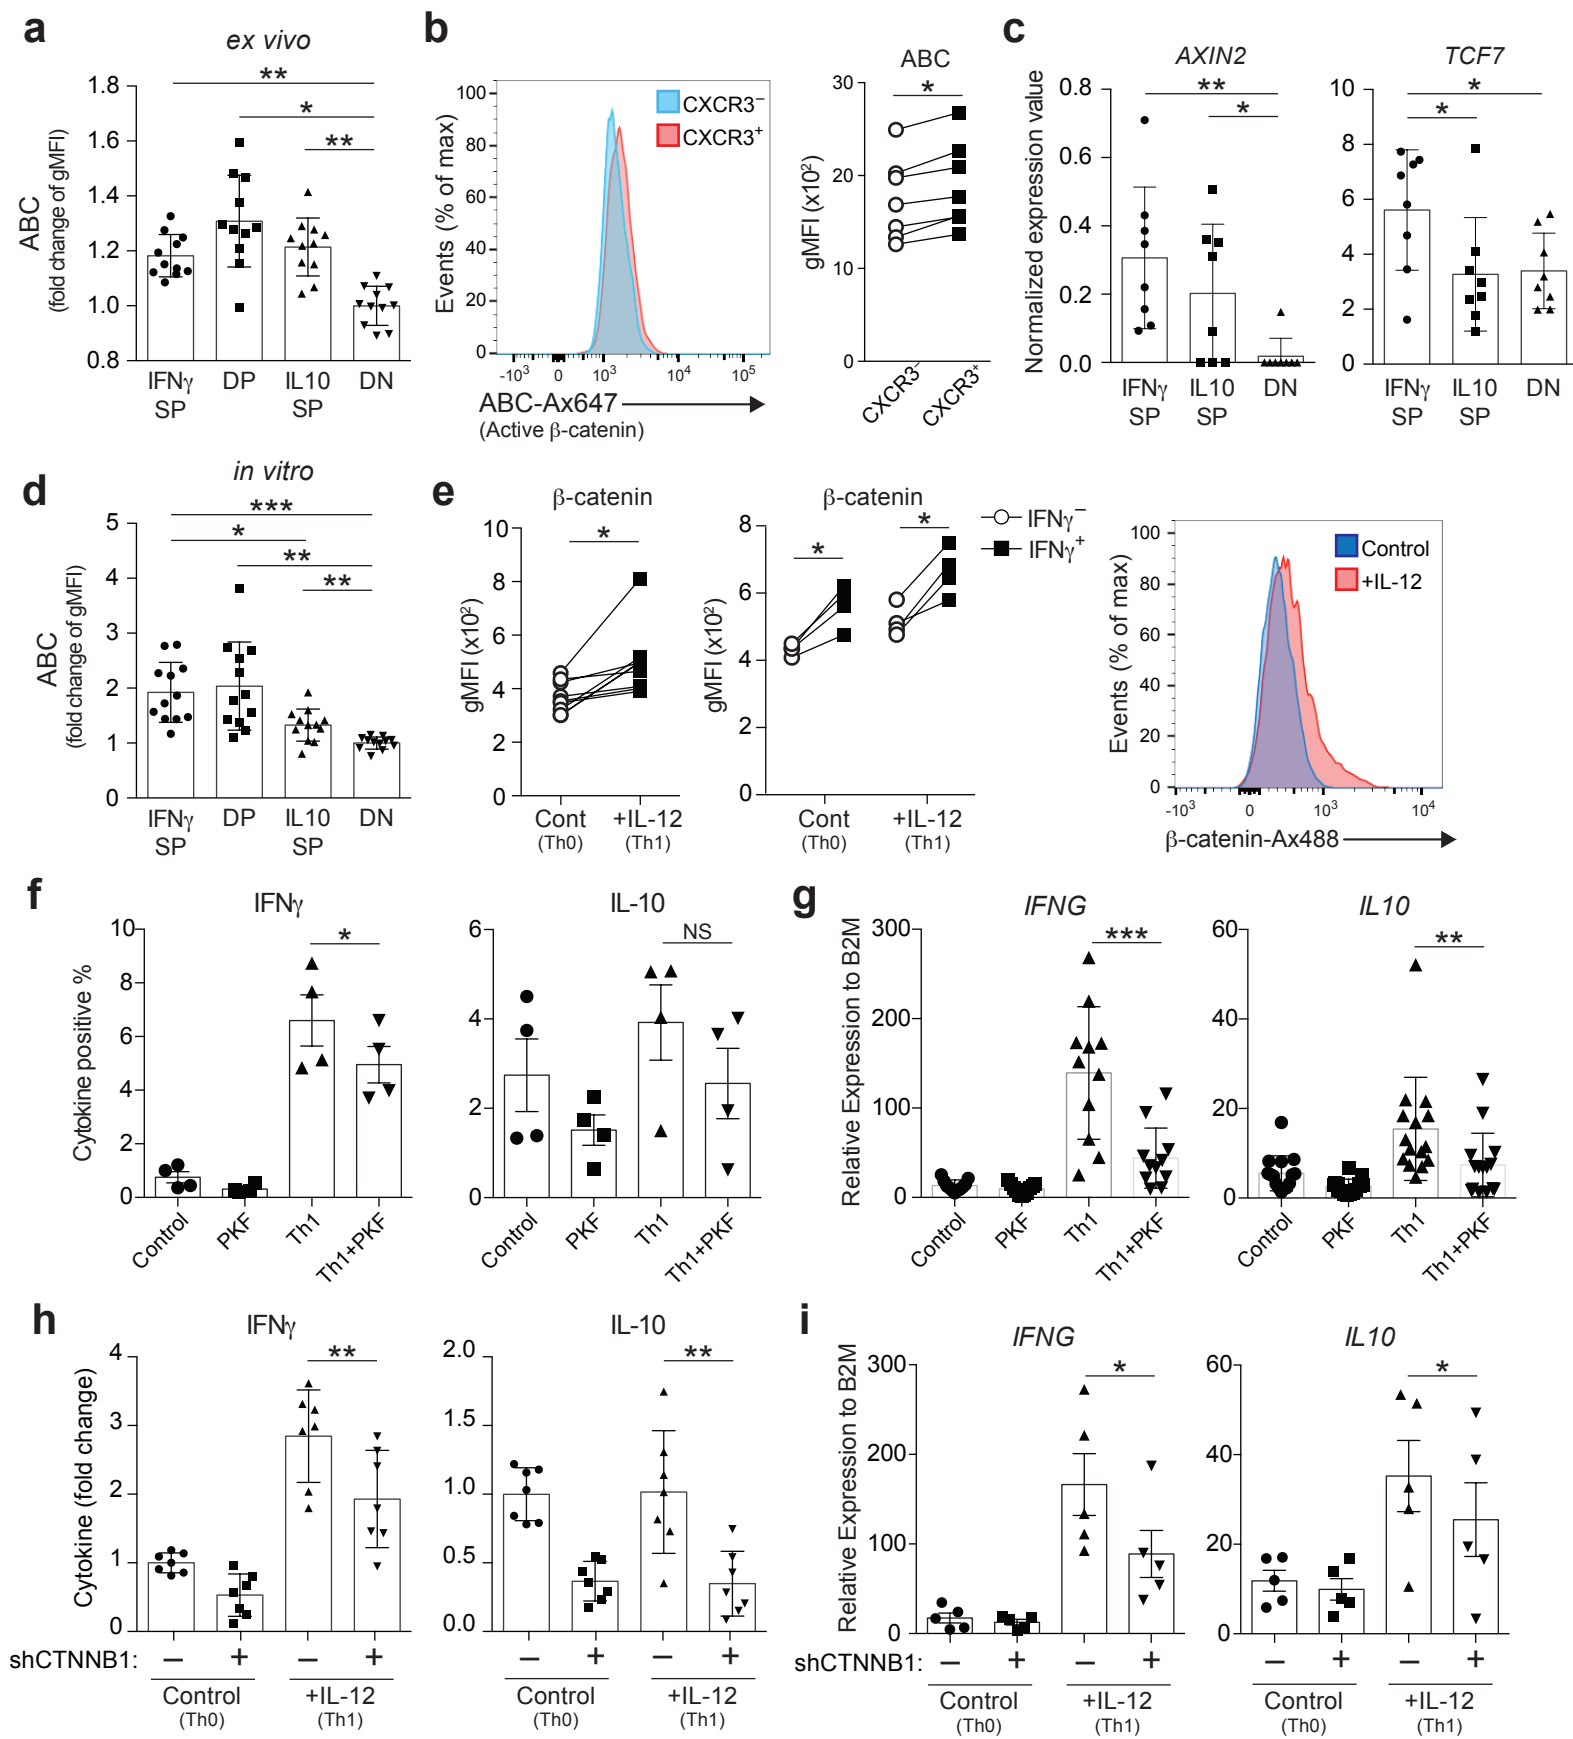 a
ex vivo
ABC
(fold change of gMFI)
1.8
1.6
1.4
1.2
1.0
0.8
**
*
**
IFNγ SP
DP
IL10 SP
DN
b
Events (% of max)
100
80
60
40
20
0
CXCR3−
CXCR3+
-10³ 0 10³ 10⁴ 10⁵
ABC-Ax647
(Active β-catenin)
ABC
*
gMFI (x10²)
30
20
10
0
CXCR3−
CXCR3+
c
AXIN2
Normalized expression value
0.8
0.6
0.4
0.2
0.0
**
*
IFNγ SP
IL10 SP
DN
TCF7
10
8
6
4
2
0
*
*
IFNγ SP
IL10 SP
DN
d
in vitro
ABC
(fold change of gMFI)
5
4
3
2
1
0
***
*
**
**
IFNγ SP
DP
IL10 SP
DN
e
β-catenin
gMFI (x10²)
10
8
6
4
2
0
*
Cont
(Th0)
+IL-12
(Th1)
β-catenin
gMFI (x10²)
8
6
4
2
0
*
*
Cont
(Th0)
+IL-12
(Th1)
IFNγ−
IFNγ+
Events (% of max)
100
80
60
40
20
0
Control
+IL-12
-10³ 0 10³ 10⁴
β-catenin-Ax488
f
IFNγ
Cytokine positive %
10
8
6
4
2
0
*
Control
PKF
Th1
Th1+PKF
IL-10
6
4
2
0
NS
Control
PKF
Th1
Th1+PKF
g
IFNG
Relative Expression to B2M
300
200
100
0
***
Control
PKF
Th1
Th1+PKF
IL10
60
40
20
0
**
Control
PKF
Th1
Th1+PKF
h
IFNγ
Cytokine (fold change)
4
3
2
1
0
**
shCTNNB1: − + − +
Control
(Th0)
+IL-12
(Th1)
IL-10
2.0
1.5
1.0
0.5
0.0
**
− + − +
Control
(Th0)
+IL-12
(Th1)
i
IFNG
Relative Expression to B2M
300
200
100
0
*
shCTNNB1: − + − +
Control
(Th0)
+IL-12
(Th1)
IL10
60
40
20
0
*
− + − +
Control
(Th0)
+IL-12
(Th1)